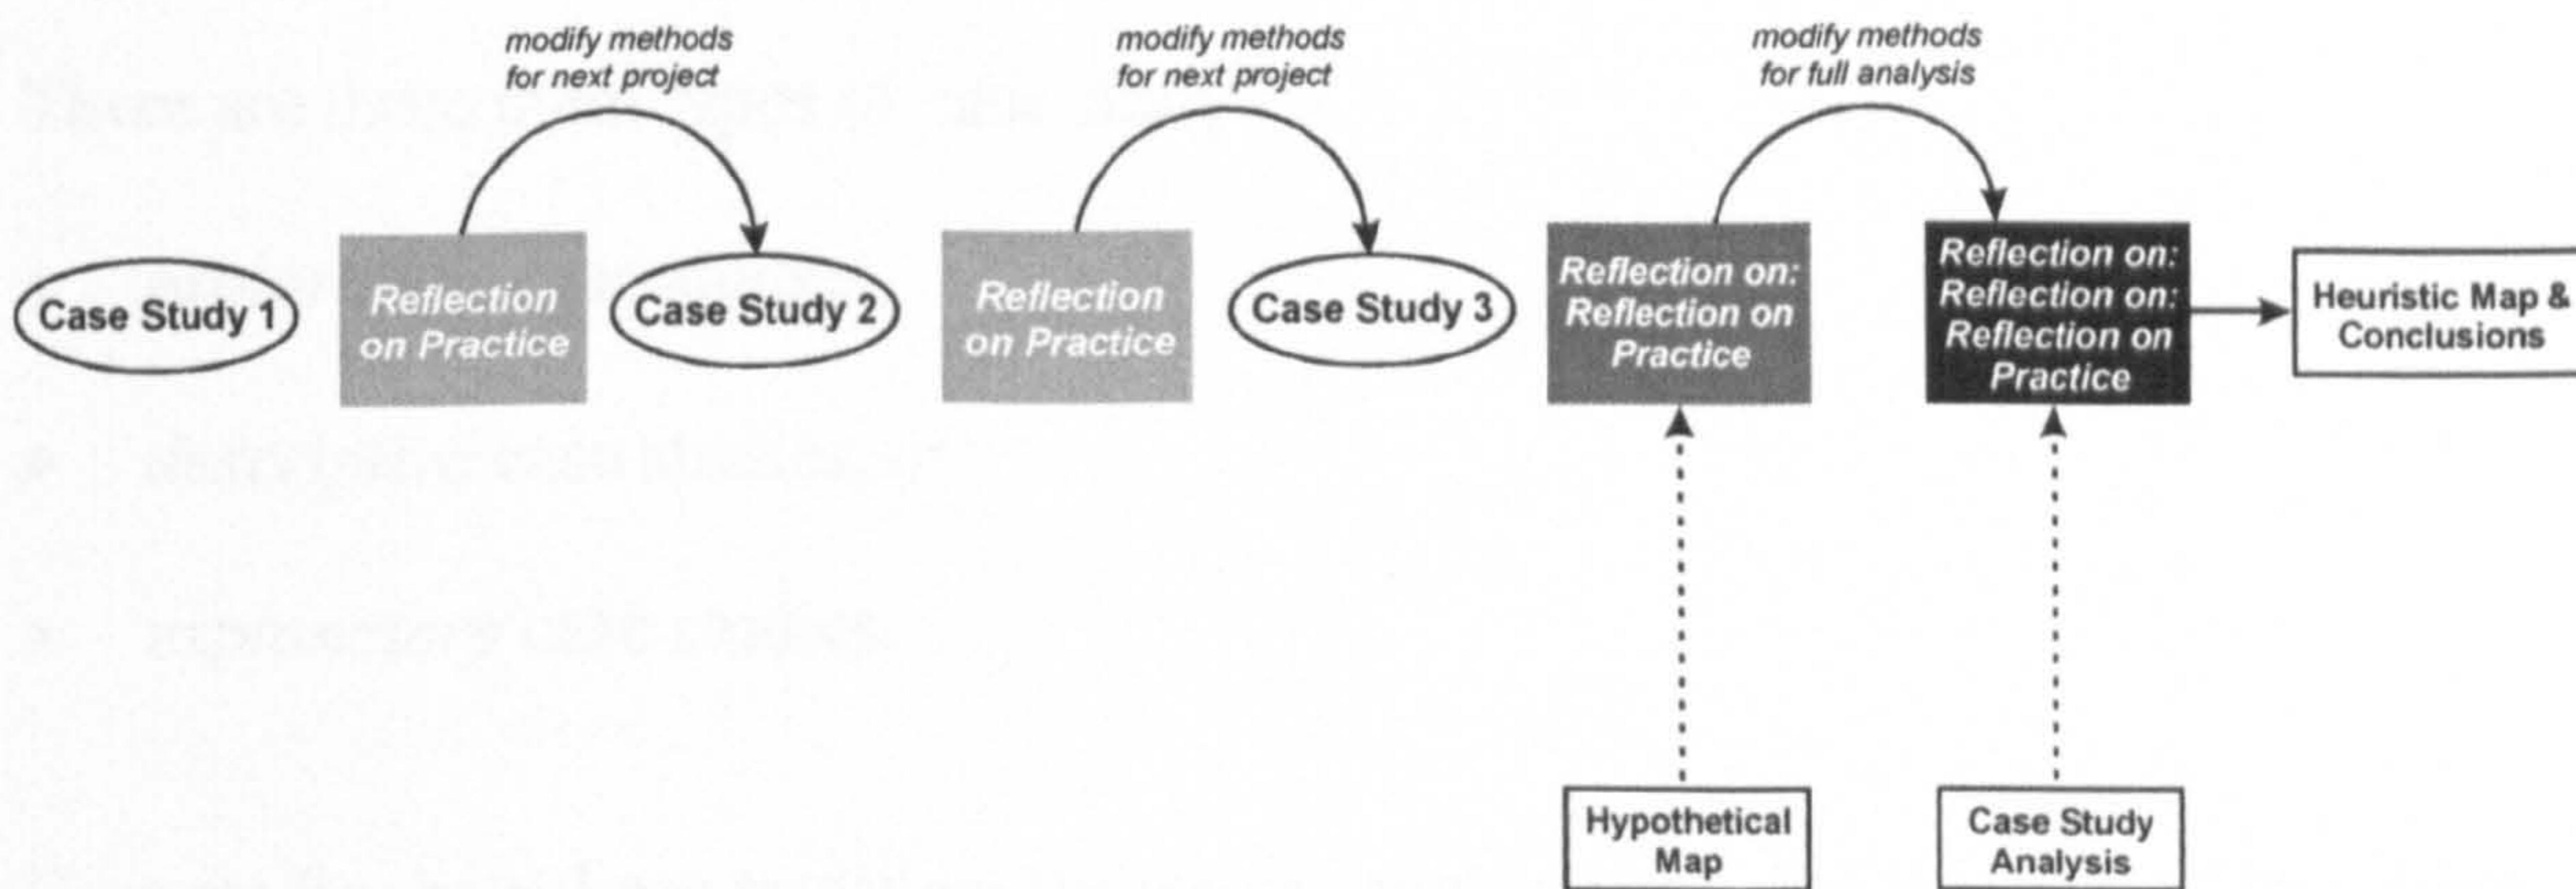 modify methods
for next project
modify methods
for next project
modify methods
for full analysis
Case Study 1
Reflection
on Practice
Case Study 2
Reflection
on Practice
Case Study 3
Reflection on:
Reflection on
Practice
Reflection on:
Reflection on:
Reflection on
Practice
Heuristic Map &
Conclusions
Hypothetical
Map
Case Study
Analysis